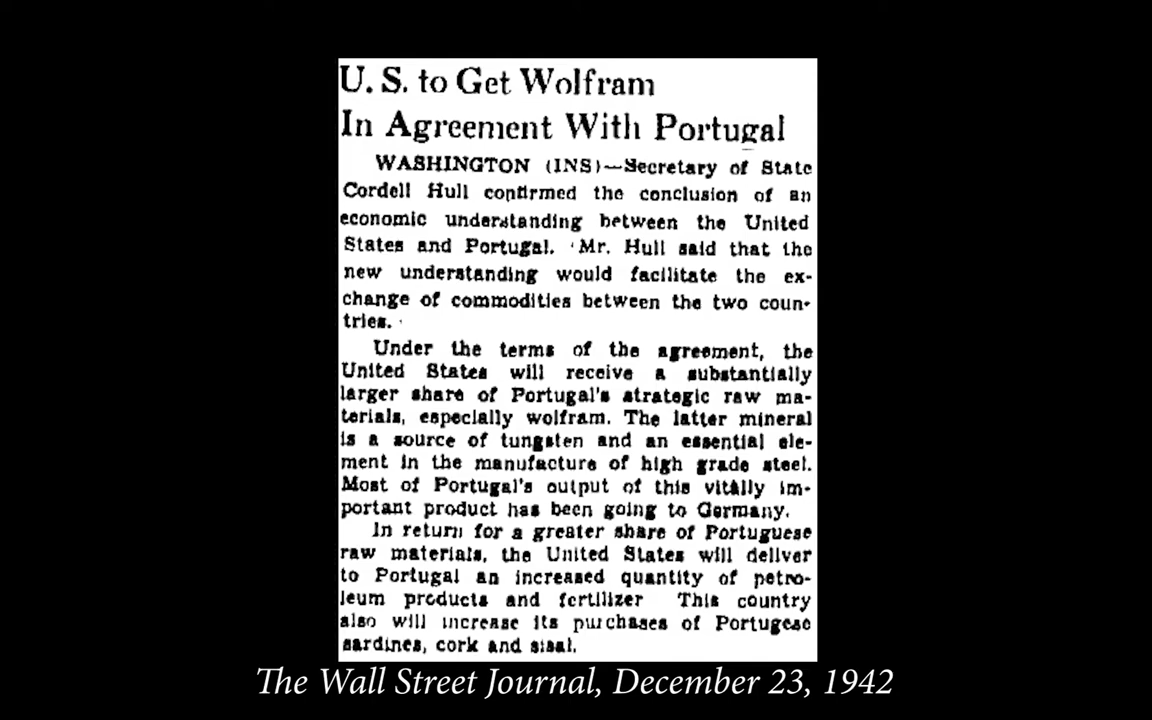 U. S. to Get Wolfram
In Agreement With Portugal
WASHINGTON (INS)—Secretary of State
Cordell Hull confirmed the conclusion of an
economic understanding between the United
States and Portugal. Mr. Hull said that the
new understanding would facilitate the ex-
change of commodities between the two coun-
tries.
Under the terms of the agreement, the
United States will receive a substantially
larger share of Portugal's strategic raw ma-
terials, especially wolfram. The latter mineral
is a source of tungsten and an essential ele-
ment in the manufacture of high grade steel.
Most of Portugal's output of this vitally im-
portant product has been going to Germany.
In return for a greater share of Portuguese
raw materials, the United States will deliver
to Portugal an increased quantity of petro-
leum products and fertilizer This country
also will increase its purchases of Portugese
sardines, cork and sisal.
The Wall Street Journal, December 23, 1942